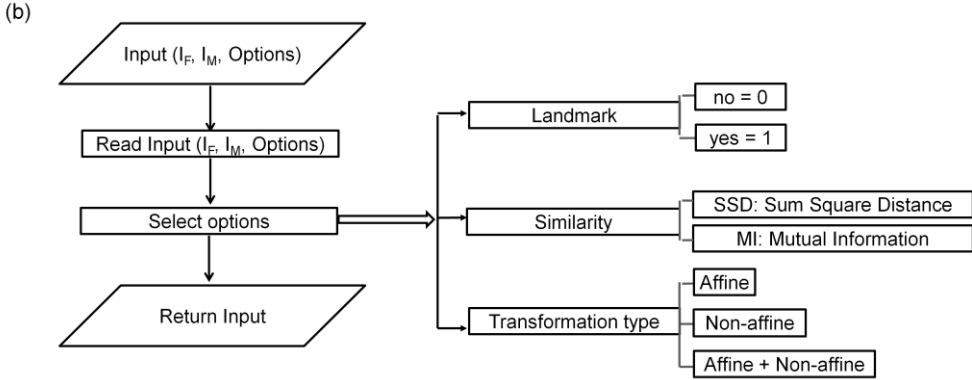 (b)
Input (I_F, I_M, Options)
Read Input (I_F, I_M, Options)
Select options
Return Input
Landmark
no = 0
yes = 1
Similarity
SSD: Sum Square Distance
MI: Mutual Information
Transformation type
Affine
Non-affine
Affine + Non-affine